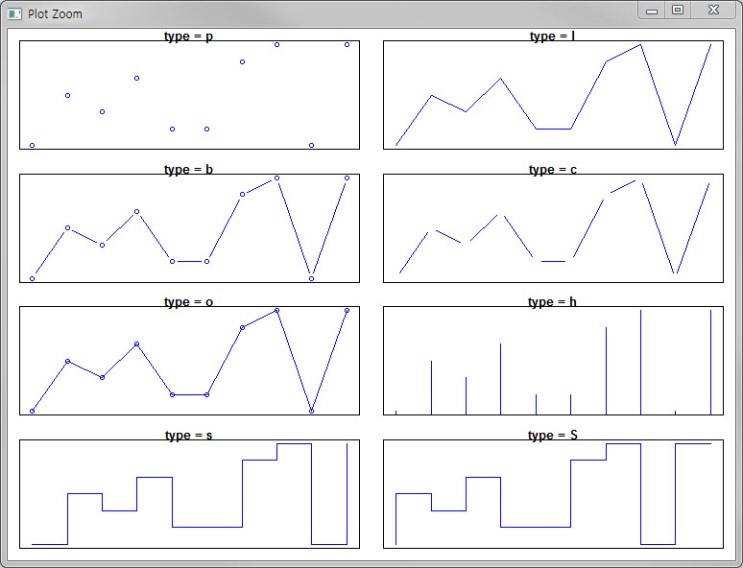 Plot Zoom
type = p
type = l
type = b
type = c
type = o
type = h
type = s
type = S